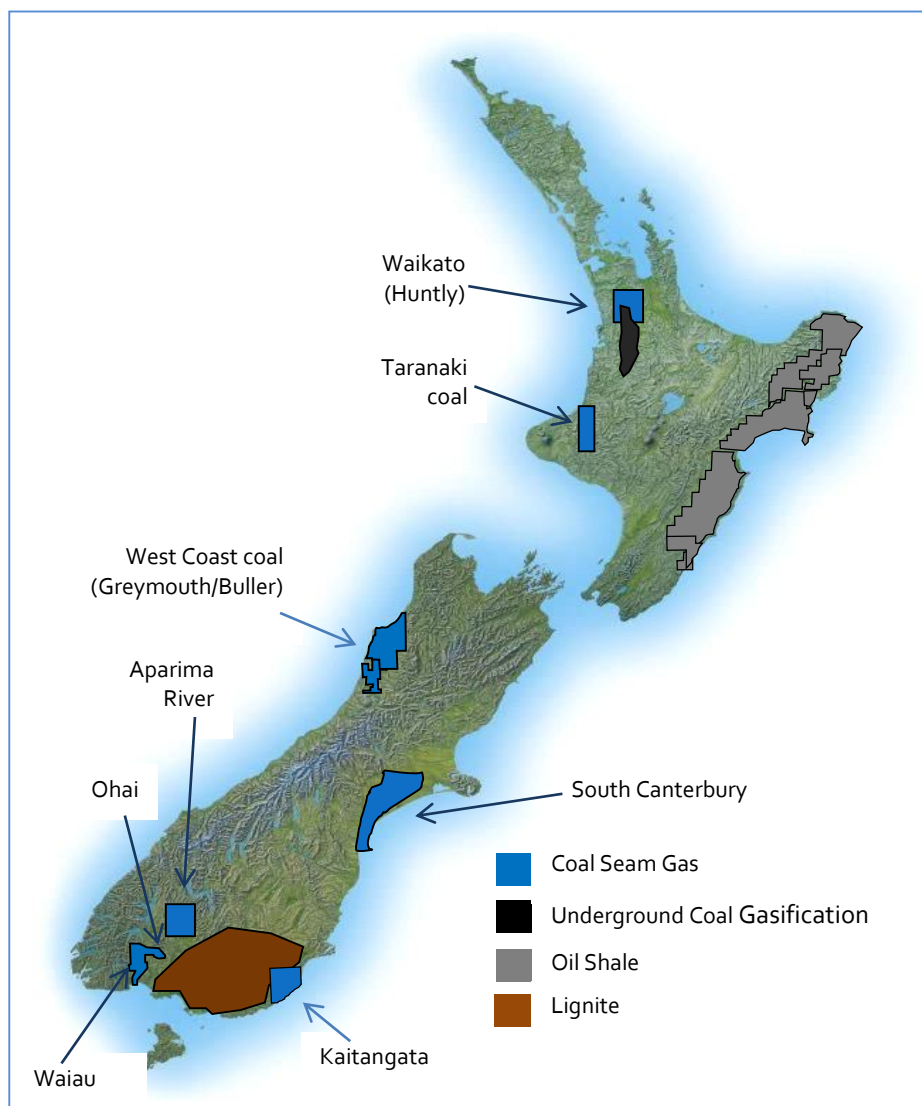 Waikato
(Huntly)
Taranaki
coal
West Coast coal
(Greymouth/Buller)
Aparima
River
Ohai
South Canterbury
Coal Seam Gas
Underground Coal Gasification
Oil Shale
Lignite
Kaitangata
Waiau